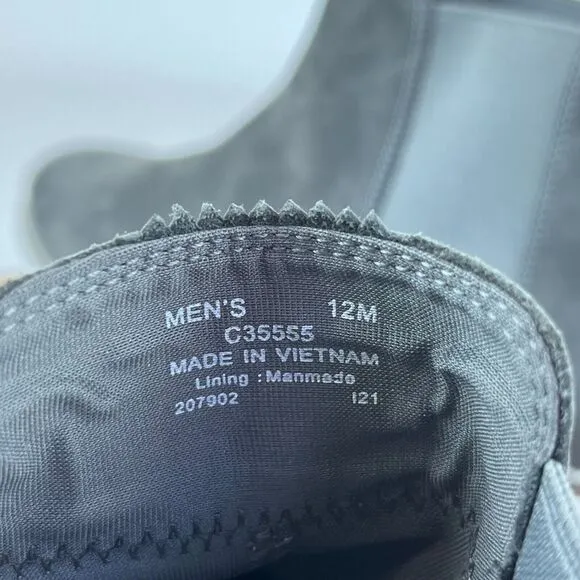 MEN'S 12M
C35555
MADE IN VIETNAM
Lining : Manmade
207902 I21